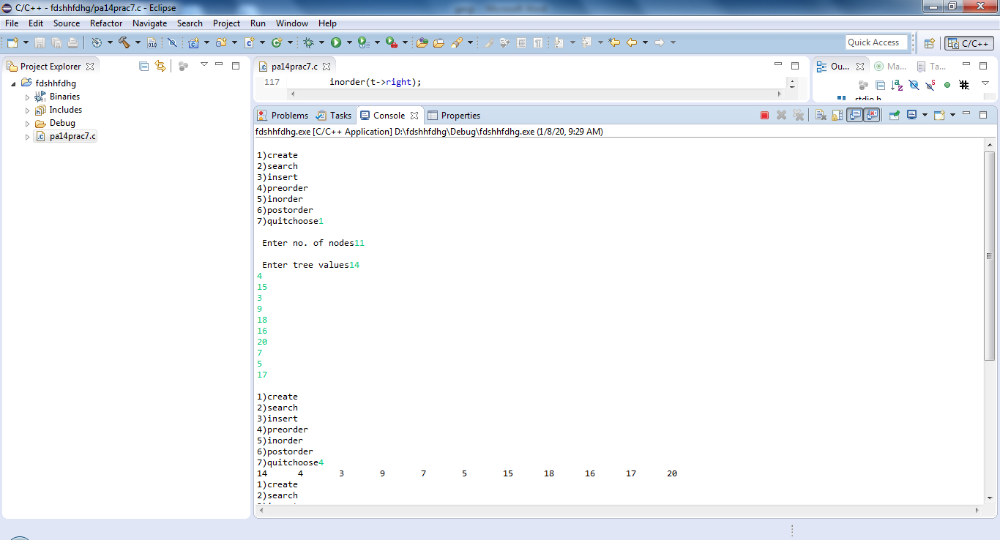 C/C++ - fdshhfdhg/pa14prac7.c - Eclipse
File Edit Source Refactor Navigate Search Project Run Window Help
010
Quick Access
C/C++
Project Explorer
fdshhfdhg
Binaries
Includes
Debug
pa14prac7.c
pa14prac7.c
117 inorder(t->right);
Ou... Ma... Ta...
stdio.h
Problems Tasks Console Properties
fdshhfdhg.exe [C/C++ Application] D:\fdshhfdhg\Debug\fdshhfdhg.exe (1/8/20, 9:29 AM)
1)create
2)search
3)insert
4)preorder
5)inorder
6)postorder
7)quitchoose1
Enter no. of nodes11
Enter tree values14
4
15
3
9
18
16
20
7
5
17
1)create
2)search
3)insert
4)preorder
5)inorder
6)postorder
7)quitchoose4
14 4 3 9 7 5 15 18 16 17 20
1)create
2)search